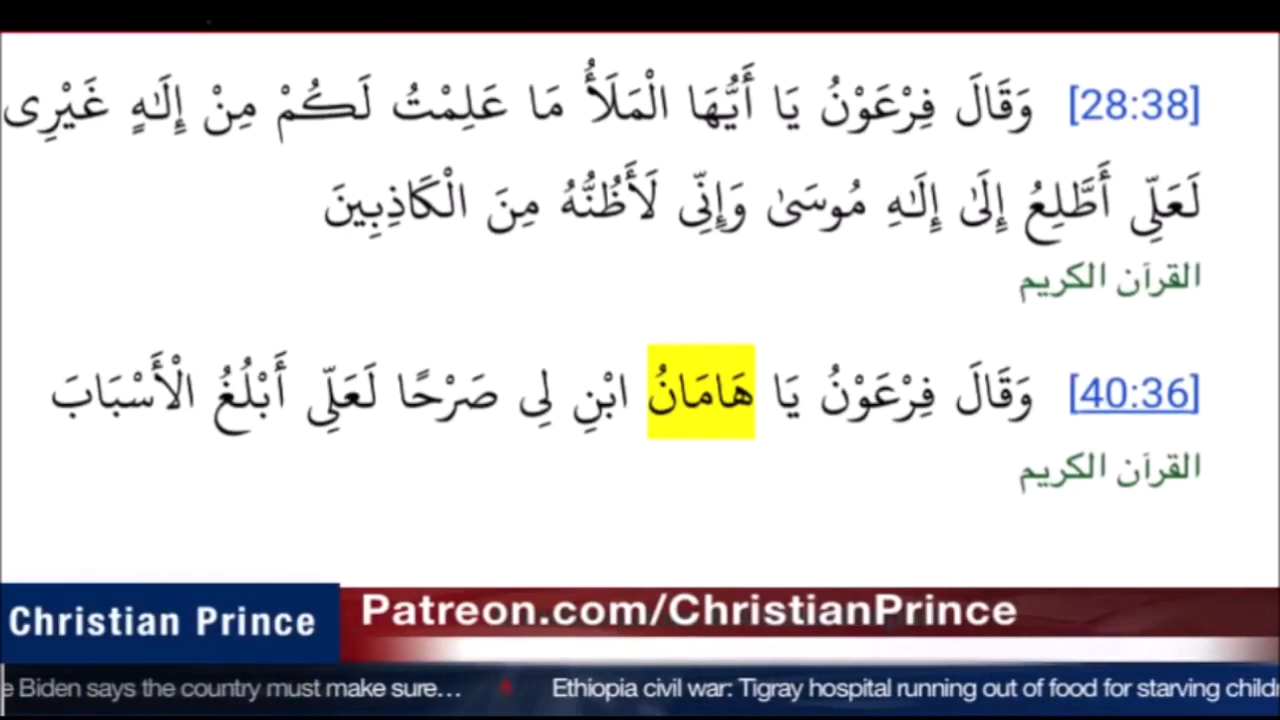 [28:38] وَقَالَ فِرْعَوْنُ يَا أَيُّهَا الْمَلَأُ مَا عَلِمْتُ لَكُمْ مِنْ إِلَٰهٍ غَيْرِى
لَعَلِّى أَطَّلِعُ إِلَىٰ إِلَٰهِ مُوسَىٰ وَإِنِّى لَأَظُنُّهُ مِنَ الْكَاذِبِينَ
القرآن الكريم
[40:36] وَقَالَ فِرْعَوْنُ يَا هَامَانُ ابْنِ لِى صَرْحًا لَعَلِّى أَبْلُغُ الْأَسْبَابَ
القرآن الكريم
Christian Prince
Patreon.com/ChristianPrince
e Biden says the country must make sure... • Ethiopia civil war: Tigray hospital running out of food for starving childr